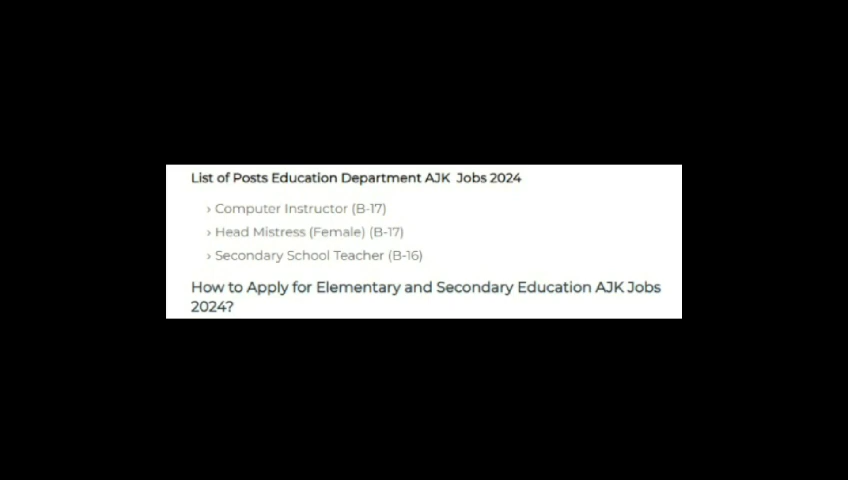 List of Posts Education Department AJK Jobs 2024
› Computer Instructor (B-17)
› Head Mistress (Female) (B-17)
› Secondary School Teacher (B-16)
How to Apply for Elementary and Secondary Education AJK Jobs
2024?